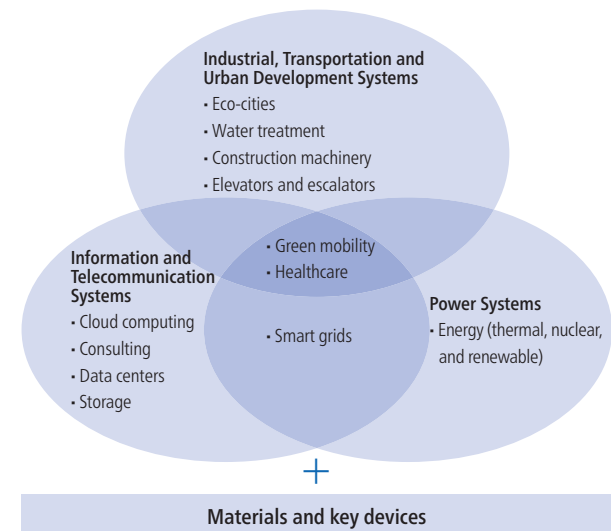 Industrial, Transportation and
Urban Development Systems
• Eco-cities
• Water treatment
• Construction machinery
• Elevators and escalators
• Green mobility
• Healthcare
Information and
Telecommunication
Systems
• Cloud computing
• Consulting
• Data centers
• Storage
• Smart grids
Power Systems
• Energy (thermal, nuclear,
and renewable)
+
Materials and key devices